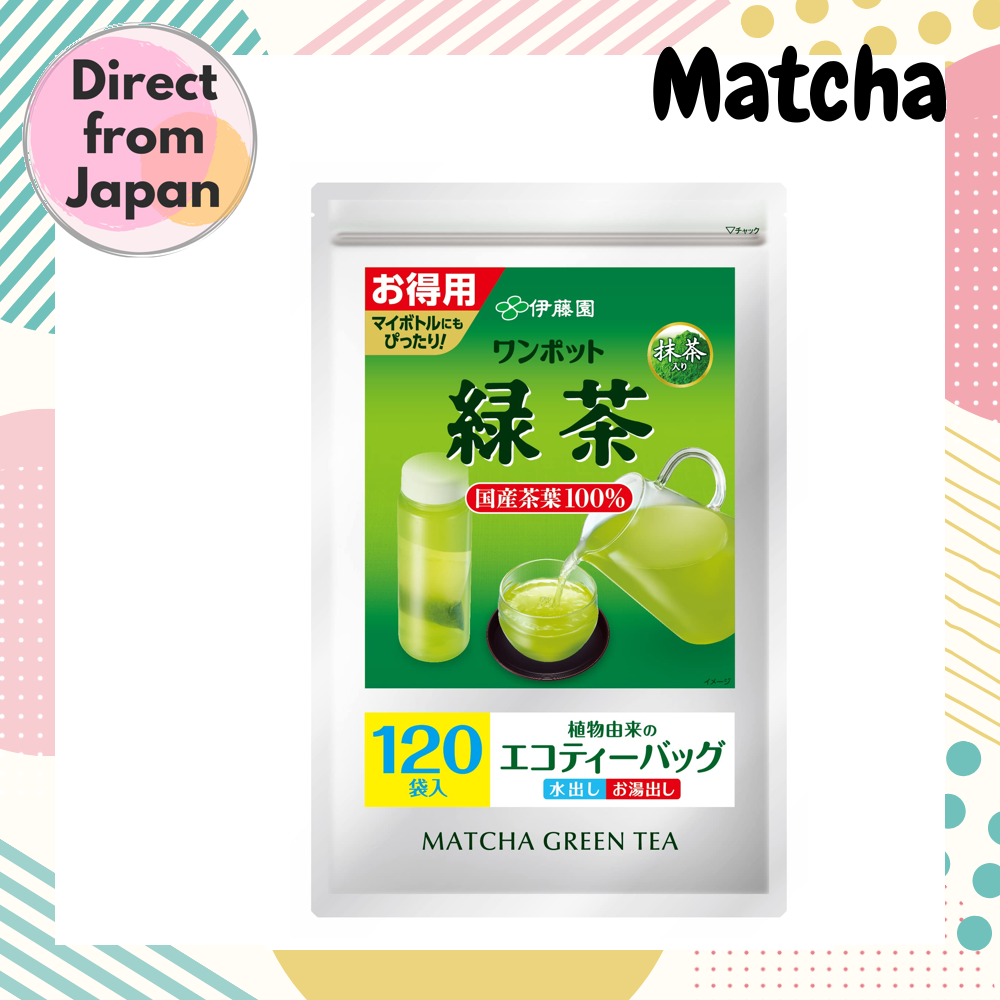 Direct
from
Japan
Matcha
▽チャック
お得用
マイボトルにも
ぴったり!
伊藤園
ワンポット
抹茶
入り
緑茶
国産茶葉100%
イメージ
120
袋入
植物由来の
エコティーバッグ
水出し お湯出し
MATCHA GREEN TEA